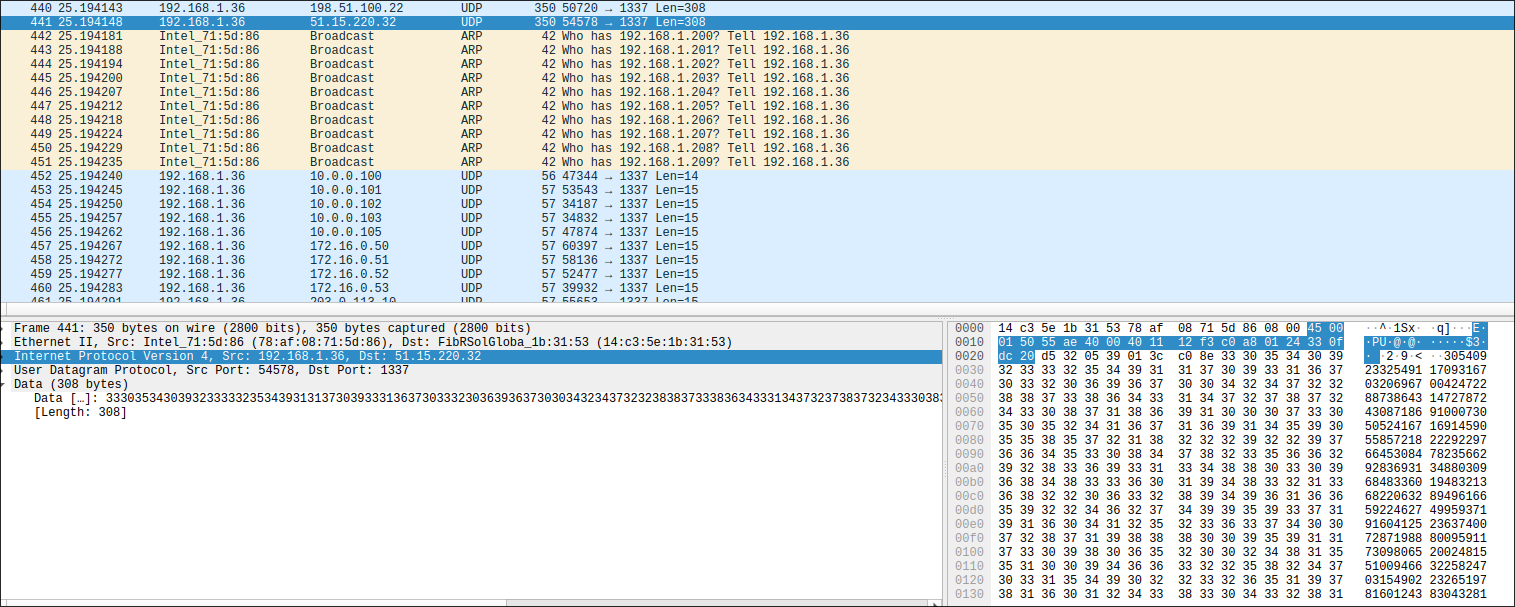 440 25.194143 192.168.1.36 198.51.100.22 UDP 350 50720 → 1337 Len=308
441 25.194148 192.168.1.36 51.15.220.32 UDP 350 54578 → 1337 Len=308
442 25.194181 Intel_71:5d:86 Broadcast ARP 42 Who has 192.168.1.200? Tell 192.168.1.36
443 25.194188 Intel_71:5d:86 Broadcast ARP 42 Who has 192.168.1.201? Tell 192.168.1.36
444 25.194194 Intel_71:5d:86 Broadcast ARP 42 Who has 192.168.1.202? Tell 192.168.1.36
445 25.194200 Intel_71:5d:86 Broadcast ARP 42 Who has 192.168.1.203? Tell 192.168.1.36
446 25.194207 Intel_71:5d:86 Broadcast ARP 42 Who has 192.168.1.204? Tell 192.168.1.36
447 25.194212 Intel_71:5d:86 Broadcast ARP 42 Who has 192.168.1.205? Tell 192.168.1.36
448 25.194218 Intel_71:5d:86 Broadcast ARP 42 Who has 192.168.1.206? Tell 192.168.1.36
449 25.194224 Intel_71:5d:86 Broadcast ARP 42 Who has 192.168.1.207? Tell 192.168.1.36
450 25.194229 Intel_71:5d:86 Broadcast ARP 42 Who has 192.168.1.208? Tell 192.168.1.36
451 25.194235 Intel_71:5d:86 Broadcast ARP 42 Who has 192.168.1.209? Tell 192.168.1.36
452 25.194240 192.168.1.36 10.0.0.100 UDP 56 47344 → 1337 Len=14
453 25.194245 192.168.1.36 10.0.0.101 UDP 57 53543 → 1337 Len=15
454 25.194250 192.168.1.36 10.0.0.102 UDP 57 34187 → 1337 Len=15
455 25.194257 192.168.1.36 10.0.0.103 UDP 57 34832 → 1337 Len=15
456 25.194262 192.168.1.36 10.0.0.105 UDP 57 47874 → 1337 Len=15
457 25.194267 192.168.1.36 172.16.0.50 UDP 57 60397 → 1337 Len=15
458 25.194272 192.168.1.36 172.16.0.51 UDP 57 58136 → 1337 Len=15
459 25.194277 192.168.1.36 172.16.0.52 UDP 57 52477 → 1337 Len=15
460 25.194283 192.168.1.36 172.16.0.53 UDP 57 39932 → 1337 Len=15
461 25.194291 192.168.1.36 203.0.113.10 UDP 57 55653 → 1337 Len=15
Frame 441: 350 bytes on wire (2800 bits), 350 bytes captured (2800 bits)
Ethernet II, Src: Intel_71:5d:86 (78:af:08:71:5d:86), Dst: FibRSolGloba_1b:31:53 (14:c3:5e:1b:31:53)
Internet Protocol Version 4, Src: 192.168.1.36, Dst: 51.15.220.32
User Datagram Protocol, Src Port: 54578, Dst Port: 1337
Data (308 bytes)
Data […]: 333035343039323333323534393131373039333136373033323036393637303034323437323238383733383634333134373237383732343330383
[Length: 308]
0000 14 c3 5e 1b 31 53 78 af 08 71 5d 86 08 00 45 00 ··^·1Sx··q]···E·
0010 01 50 55 ae 40 00 40 11 12 f3 c0 a8 01 24 33 0f ·PU·@·@······$3·
0020 dc 20 d5 32 05 39 01 3c c0 8e 33 30 35 34 30 39 · ·2·9·<··305409
0030 32 33 33 32 35 34 39 31 31 37 30 39 33 31 36 37 23325491 17093167
0040 30 33 32 30 36 39 36 37 30 30 34 32 34 37 32 32 03206967 00424722
0050 38 38 37 33 38 36 34 33 31 34 37 32 37 38 37 32 88738643 14727872
0060 34 33 30 38 37 31 38 36 39 31 30 30 30 37 33 30 43087186 91000730
0070 35 30 35 32 34 31 36 37 31 36 39 31 34 35 39 30 50524167 16914590
0080 35 35 38 35 37 32 31 38 32 32 32 39 32 32 39 37 55857218 22292297
0090 36 36 34 35 33 30 38 34 37 38 32 33 35 36 36 32 66453084 78235662
00a0 39 32 38 33 36 39 33 31 33 34 38 38 30 33 30 39 92836931 34880309
00b0 36 38 34 38 33 33 36 30 31 39 34 38 33 32 31 33 68483360 19483213
00c0 36 38 32 32 30 36 33 32 38 39 34 39 36 31 36 36 68220632 89496166
00d0 35 39 32 32 34 36 32 37 34 39 39 35 39 33 37 31 59224627 49959371
00e0 39 31 36 30 34 31 32 35 32 33 36 33 37 34 30 30 91604125 23637400
00f0 37 32 38 37 31 39 38 38 38 30 30 39 35 39 31 31 72871988 80095911
0100 37 33 30 39 38 30 36 35 32 30 30 32 34 38 31 35 73098065 20024815
0110 35 31 30 30 39 34 36 36 33 32 32 35 38 32 34 37 51009466 32258247
0120 30 33 31 35 34 39 30 32 32 33 32 36 35 31 39 37 03154902 23265197
0130 38 31 36 30 31 32 34 33 38 33 30 34 33 32 38 31 81601243 83043281